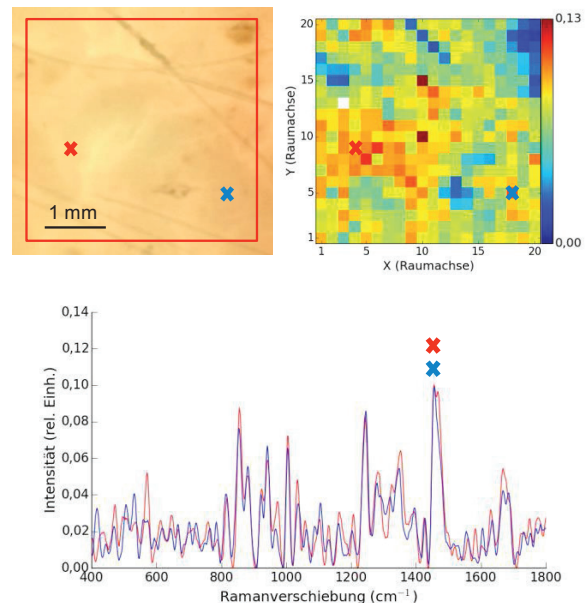 1 mm
0,13
0,00
20
15
10
5
1
Y (Raumachse)
1 5 10 15 20
X (Raumachse)
0,14
0,12
0,10
0,08
0,06
0,04
0,02
0,00
Intensität (rel. Einh.)
400 600 800 1000 1200 1400 1600 1800
Ramanverschiebung (cm⁻¹)